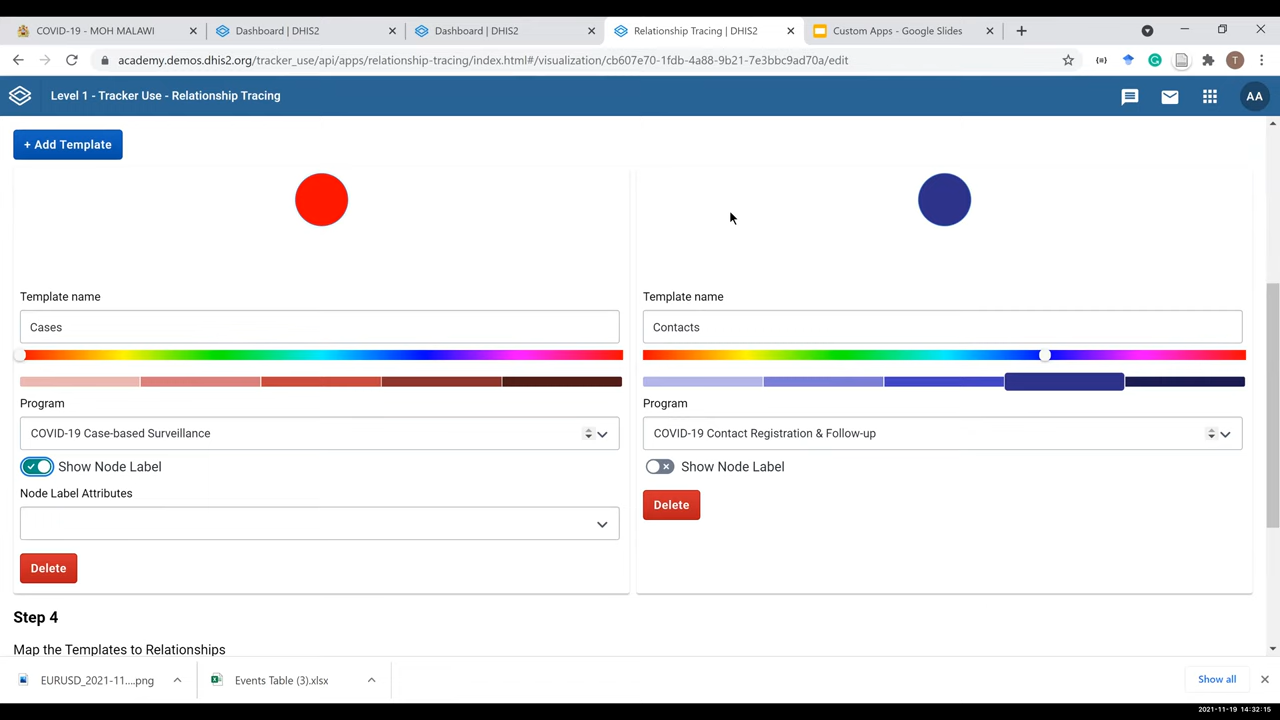 COVID-19 - MOH MALAWI
Dashboard | DHIS2
Dashboard | DHIS2
Relationship Tracing | DHIS2
Custom Apps - Google Slides
academy.demos.dhis2.org/tracker_use/api/apps/relationship-tracing/index.html#/visualization/cb607e70-1fdb-4a88-9b21-7e3bbc9ad70a/edit
T
Level 1 - Tracker Use - Relationship Tracing
AA
+ Add Template
Template name
Template name
Cases
Contacts
Program
Program
COVID-19 Case-based Surveillance
COVID-19 Contact Registration & Follow-up
Show Node Label
Show Node Label
Node Label Attributes
Delete
Delete
Step 4
Map the Templates to Relationships
EURUSD_2021-11....png
Events Table (3).xlsx
Show all
2021-11-19 14:32:15